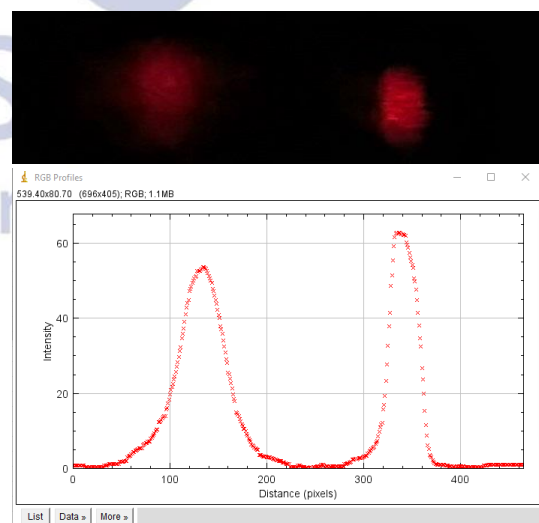 RGB Profiles
539.40x80.70 (696x405); RGB; 1.1MB
60
40
20
0
Intensity
0 100 200 300 400
Distance (pixels)
List Data » More »